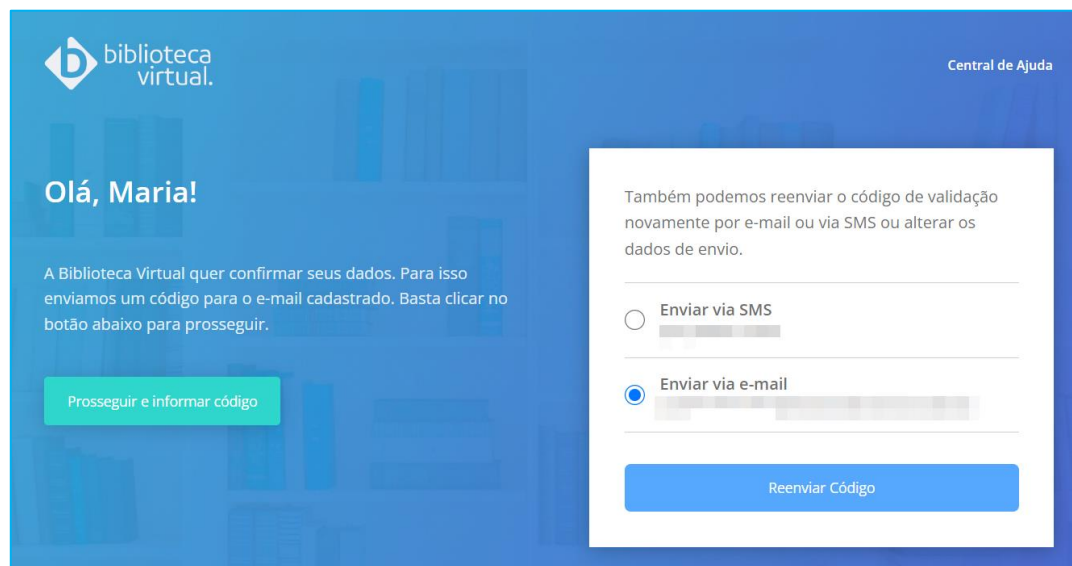 biblioteca
virtual.
Central de Ajuda
Olá, Maria!
A Biblioteca Virtual quer confirmar seus dados. Para isso
enviamos um código para o e-mail cadastrado. Basta clicar no
botão abaixo para prosseguir.
Prosseguir e informar código
Também podemos reenviar o código de validação
novamente por e-mail ou via SMS ou alterar os
dados de envio.
Enviar via SMS
Enviar via e-mail
Reenviar Código